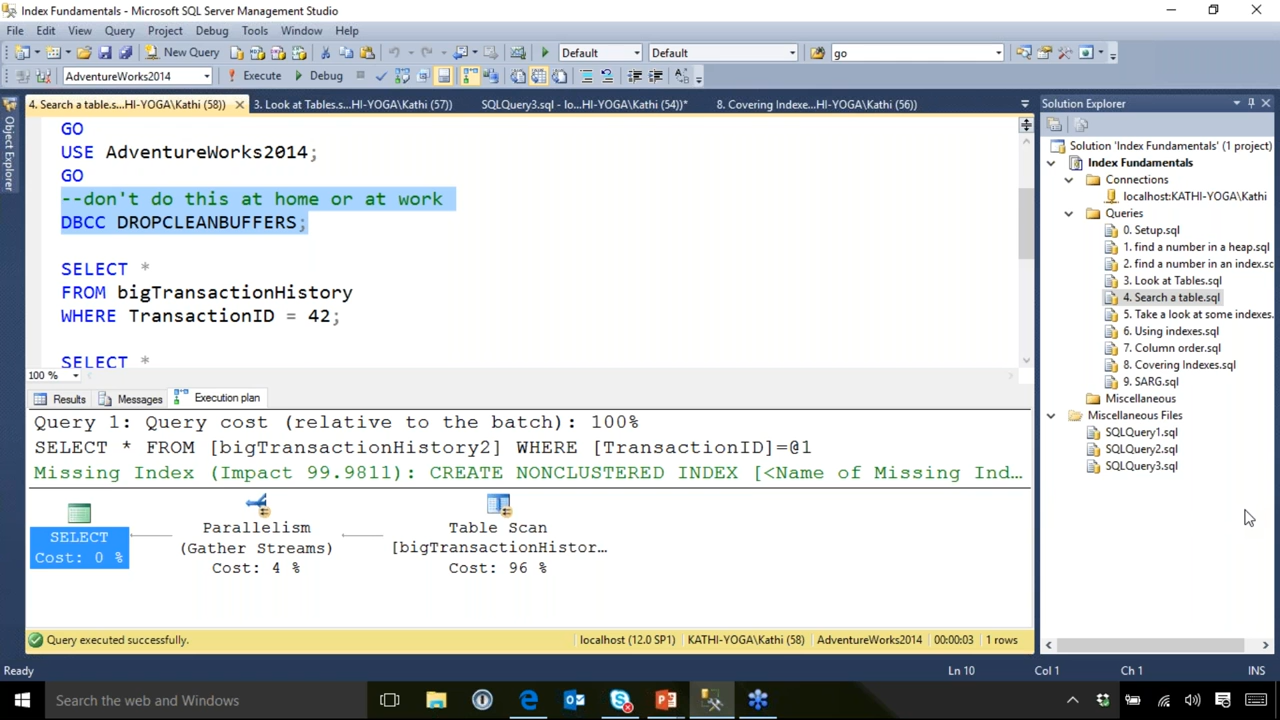 Index Fundamentals - Microsoft SQL Server Management Studio
File Edit View Query Project Debug Tools Window Help
New Query Default Default go
AdventureWorks2014 Execute Debug
4. Search a table.s...HI-YOGA\Kathi (58)) 3. Look at Tables.s...HI-YOGA\Kathi (57)) SQLQuery3.sql - lo...HI-YOGA\Kathi (54))* 8. Covering Indexe...HI-YOGA\Kathi (56))
Object Explorer
GO
USE AdventureWorks2014;
GO
--don't do this at home or at work
DBCC DROPCLEANBUFFERS;
SELECT *
FROM bigTransactionHistory
WHERE TransactionID = 42;
SELECT *
100 %
Results Messages Execution plan
Query 1: Query cost (relative to the batch): 100%
SELECT * FROM [bigTransactionHistory2] WHERE [TransactionID]=@1
Missing Index (Impact 99.9811): CREATE NONCLUSTERED INDEX [<Name of Missing Ind...
SELECT
Cost: 0 %
Parallelism
(Gather Streams)
Cost: 4 %
Table Scan
[bigTransactionHistor...
Cost: 96 %
Query executed successfully. localhost (12.0 SP1) KATHI-YOGA\Kathi (58) AdventureWorks2014 00:00:03 1 rows
Solution Explorer
Solution 'Index Fundamentals' (1 project)
Index Fundamentals
Connections
localhost:KATHI-YOGA\Kathi
Queries
0. Setup.sql
1. find a number in a heap.sql
2. find a number in an index.sc
3. Look at Tables.sql
4. Search a table.sql
5. Take a look at some indexes.
6. Using indexes.sql
7. Column order.sql
8. Covering Indexes.sql
9. SARG.sql
Miscellaneous
Miscellaneous Files
SQLQuery1.sql
SQLQuery2.sql
SQLQuery3.sql
Ready Ln 10 Col 1 Ch 1 INS
Search the web and Windows